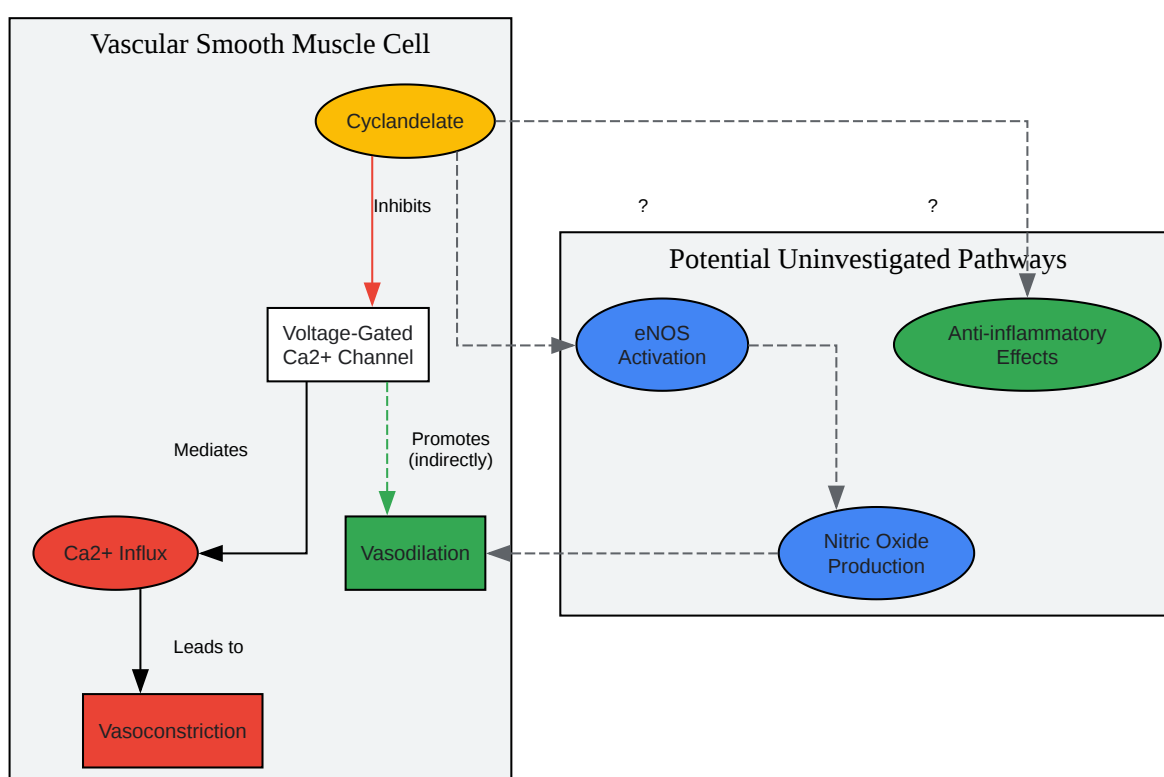 Vascular Smooth Muscle Cell
Cyclandelate
Inhibits
?
?
Potential Uninvestigated Pathways
Voltage-Gated
Ca2+ Channel
eNOS
Activation
Anti-inflammatory
Effects
Mediates
Promotes
(indirectly)
Ca2+ Influx
Vasodilation
Nitric Oxide
Production
Leads to
Vasoconstriction